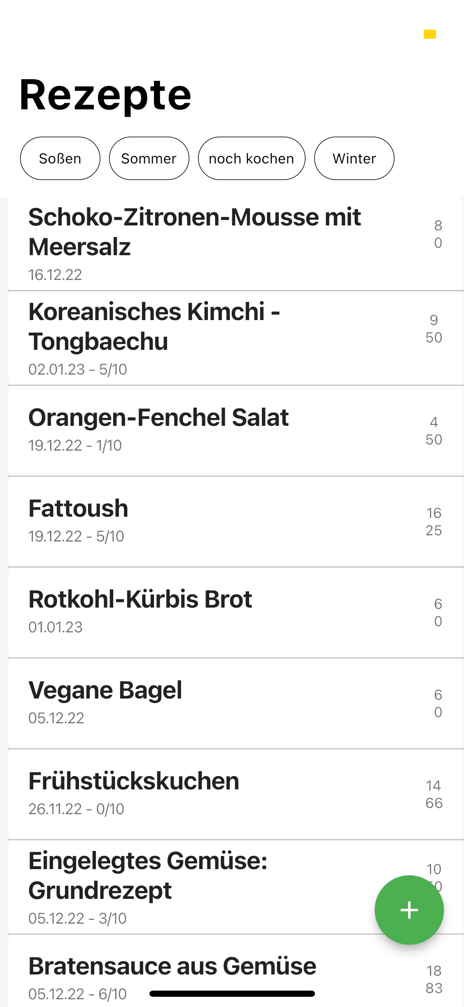 Rezepte
Soßen Sommer noch kochen Winter
Schoko-Zitronen-Mousse mit
Meersalz
16.12.22
8
0
Koreanisches Kimchi -
Tongbaechu
02.01.23 - 5/10
9
50
Orangen-Fenchel Salat
19.12.22 - 1/10
4
50
Fattoush
19.12.22 - 5/10
16
25
Rotkohl-Kürbis Brot
01.01.23
6
0
Vegane Bagel
05.12.22
6
0
Frühstückskuchen
26.11.22 - 0/10
14
66
Eingelegtes Gemüse:
Grundrezept
05.12.22 - 3/10
10
+
Bratensauce aus Gemüse
05.12.22 - 6/10
18
83